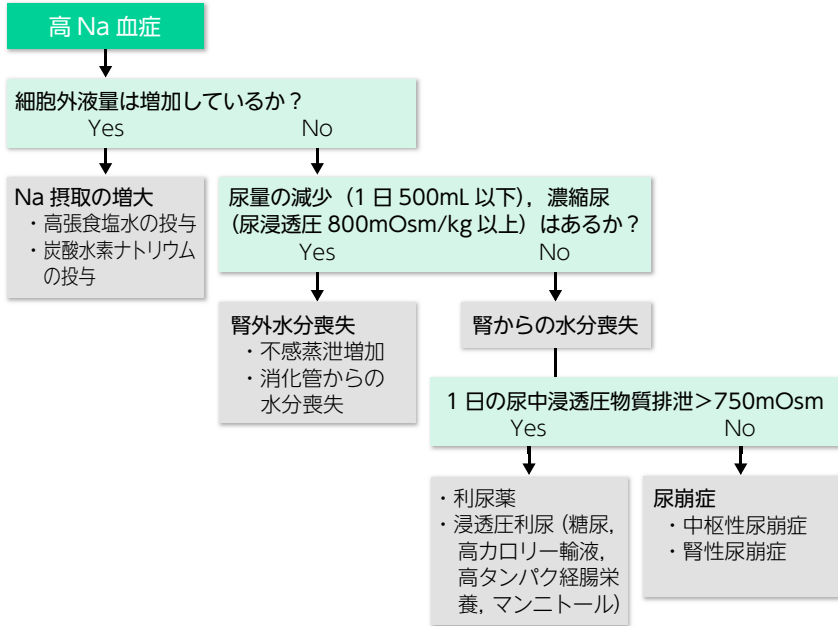 高 Na 血症
細胞外液量は増加しているか？
Yes No
Na 摂取の増大
・高張食塩水の投与
・炭酸水素ナトリウム
の投与
尿量の減少（1 日 500mL 以下），濃縮尿
（尿浸透圧 800mOsm/kg 以上）はあるか？
Yes No
腎外水分喪失
・不感蒸泄増加
・消化管からの
水分喪失
腎からの水分喪失
1 日の尿中浸透圧物質排泄＞750mOsm
Yes No
・利尿薬
・浸透圧利尿（糖尿，
高カロリー輸液，
高タンパク経腸栄
養，マンニトール）
尿崩症
・中枢性尿崩症
・腎性尿崩症